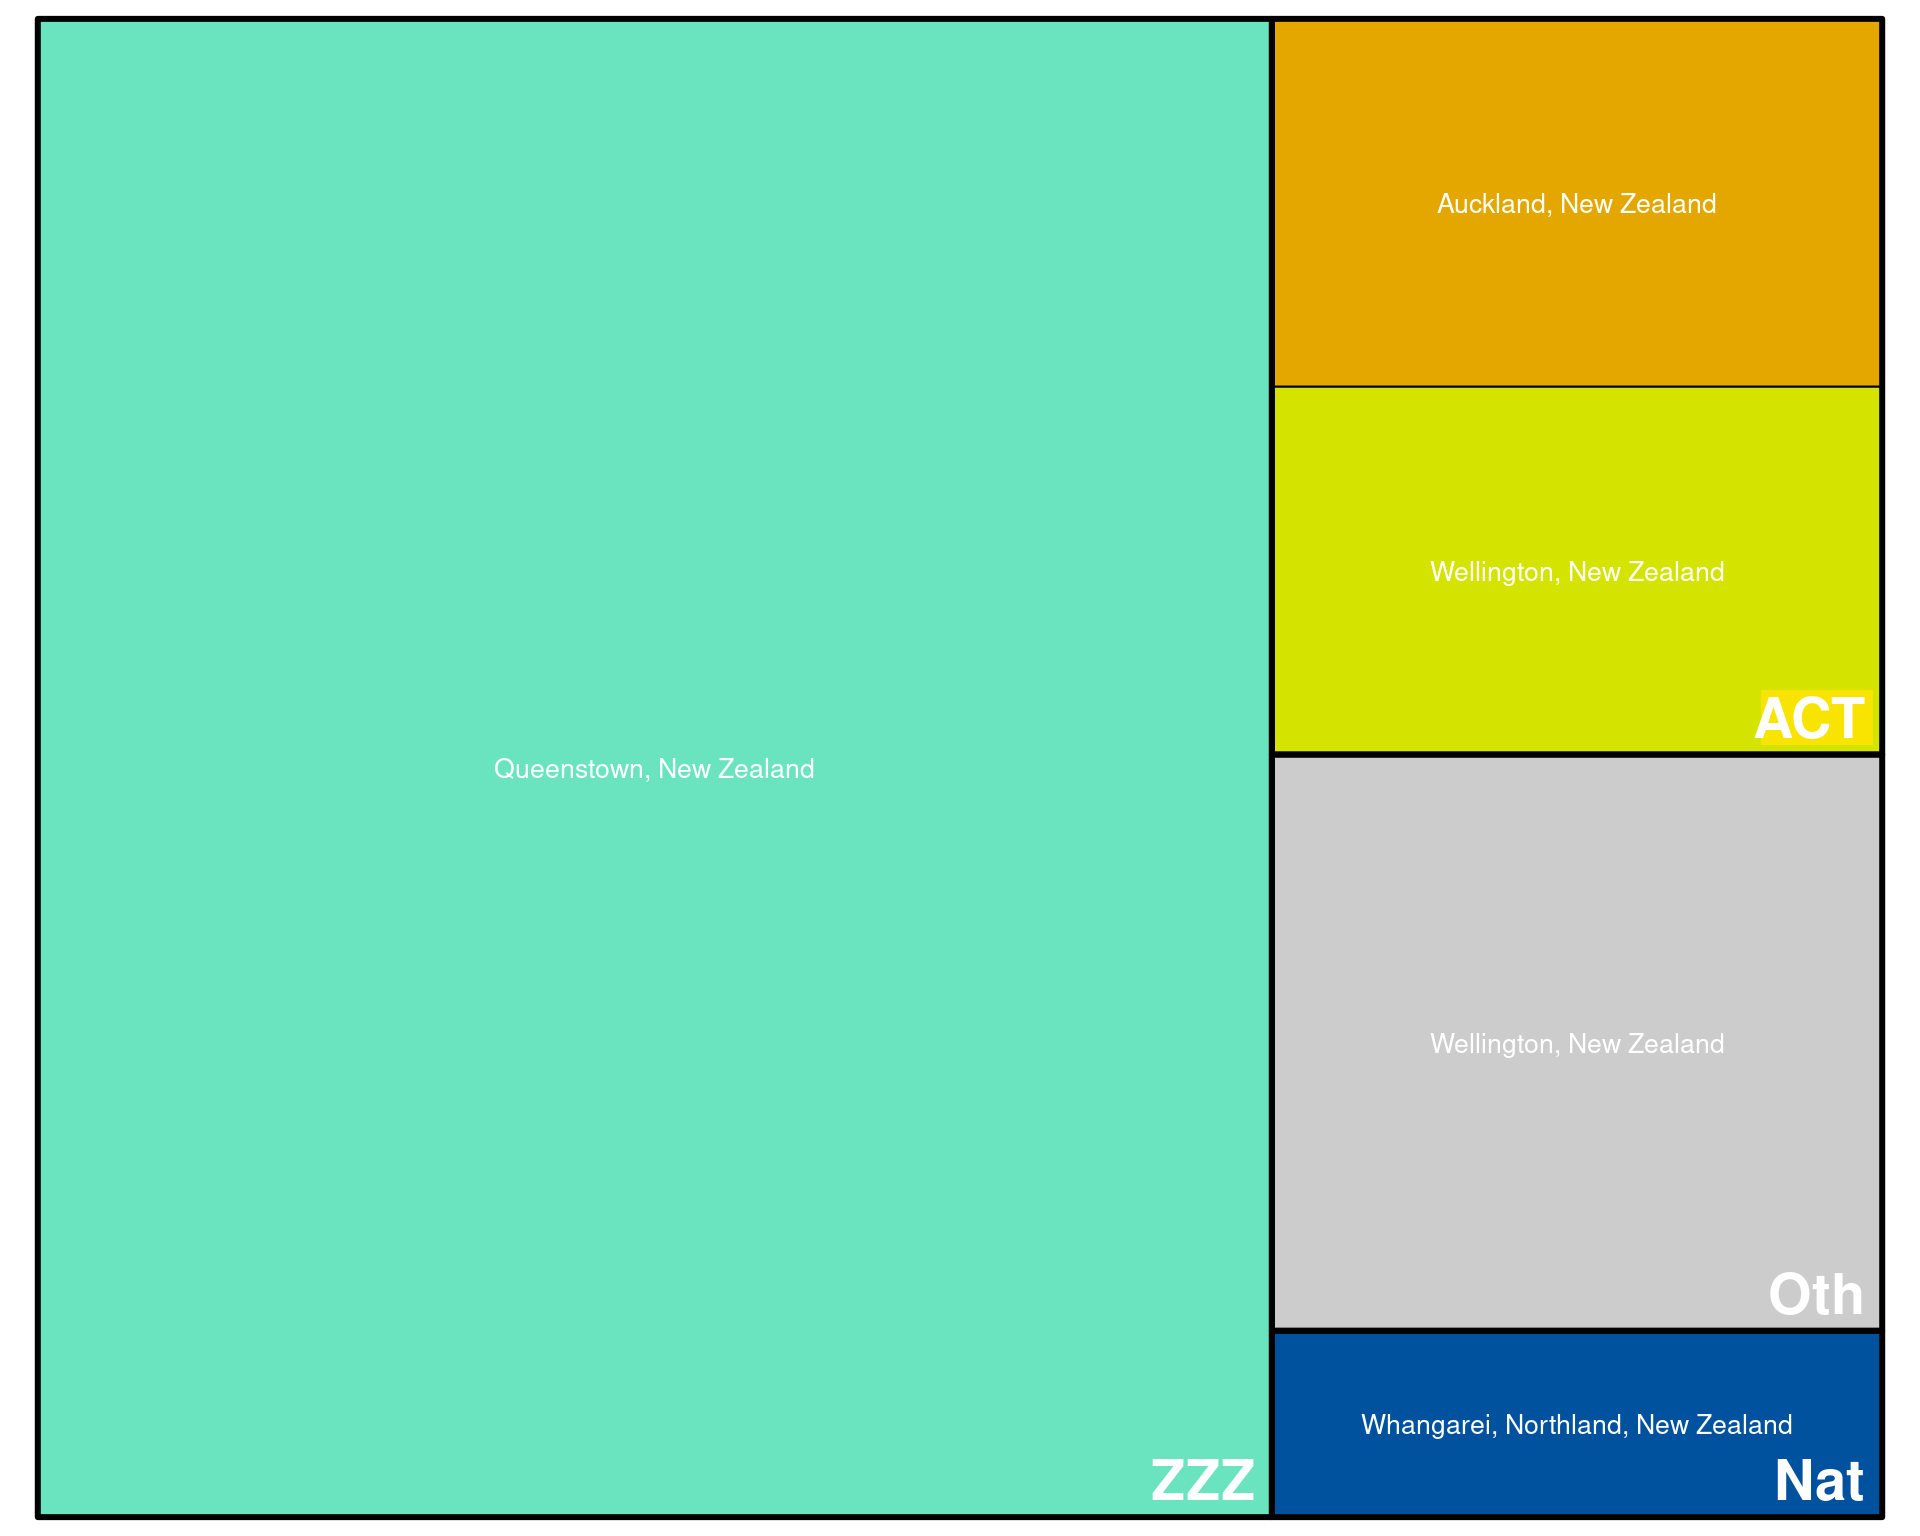 Queenstown, New Zealand
ZZZ
Auckland, New Zealand
Wellington, New Zealand
ACT
Wellington, New Zealand
Oth
Whangarei, Northland, New Zealand
Nat